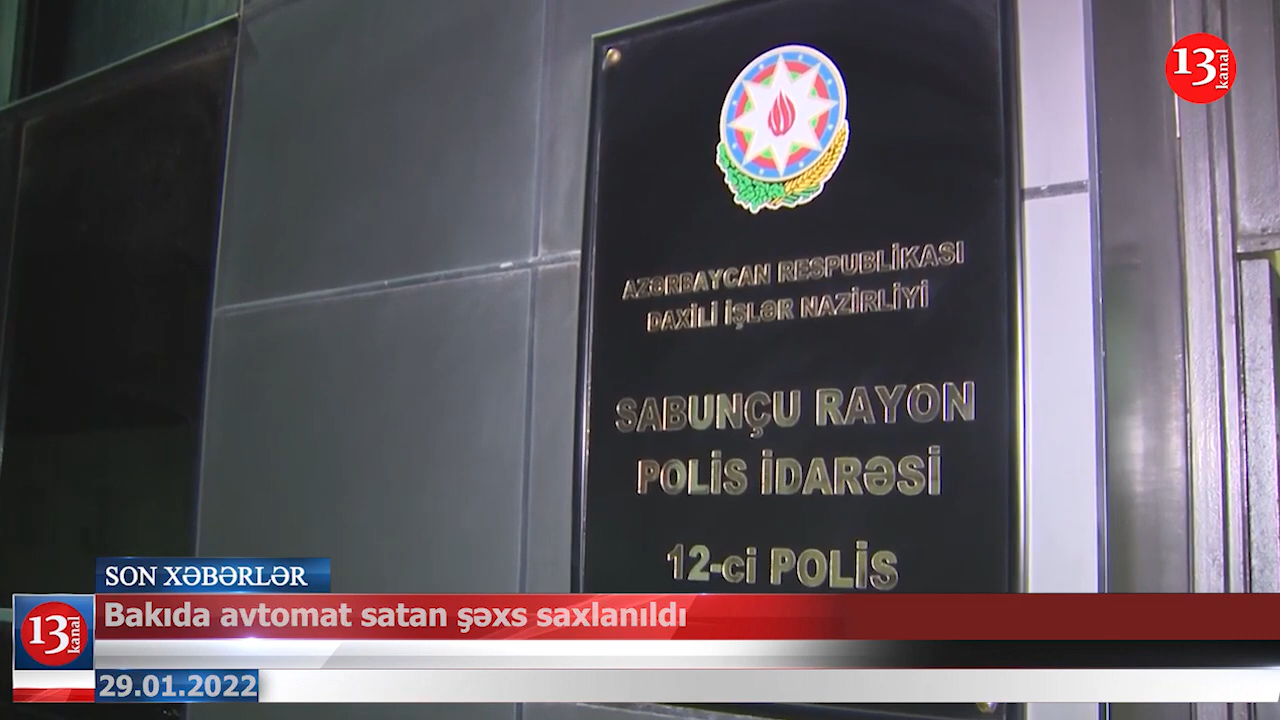 13
kanal
AZƏRBAYCAN RESPUBLİKASI
DAXİLİ İŞLƏR NAZİRLİYİ
SABUNÇU RAYON
POLİS İDARƏSİ
12-ci POLİS
SON XƏBƏRLƏR
Bakıda avtomat satan şəxs saxlanıldı
13
kanal
29.01.2022